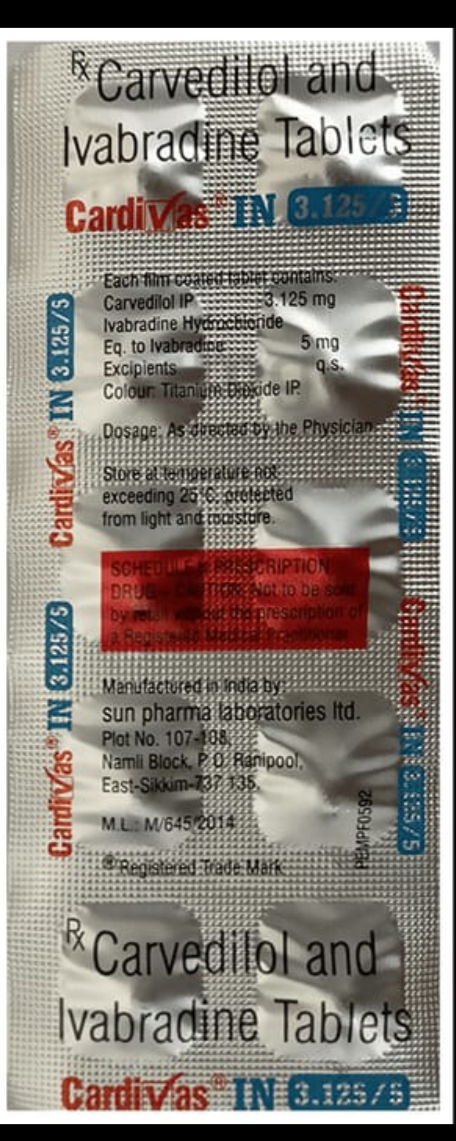 Rx Carvedilol and
Ivabradine Tablets
Cardivas® IN 3.125/5
Each film coated tablet contains:
Carvedilol IP 3.125 mg
Ivabradine Hydrochloride
Eq. to Ivabradine 5 mg
Excipients q.s.
Colour: Titanium Dioxide IP.
Dosage: As directed by the Physician.
Store at temperature not
exceeding 25°C, protected
from light and moisture.
SCHEDULE PRESCRIPTION
DRUG - CAUTION: Not to be sold
by retail without the prescription of
a Registered Medical Practitioner.
Manufactured in India by:
sun pharma laboratories ltd.
Plot No. 107-108,
Namli Block, P.O. Ranipool,
East-Sikkim-737 135.
M.L.: M/645/2014
® Registered Trade Mark
PBMPF0592
Cardivas® IN 3.125/5
Cardivas® IN 3.125/5
Cardivas® IN 3.125/5
Cardivas® IN 3.125/5
Rx Carvedilol and
Ivabradine Tablets
Cardivas® IN 3.125/5